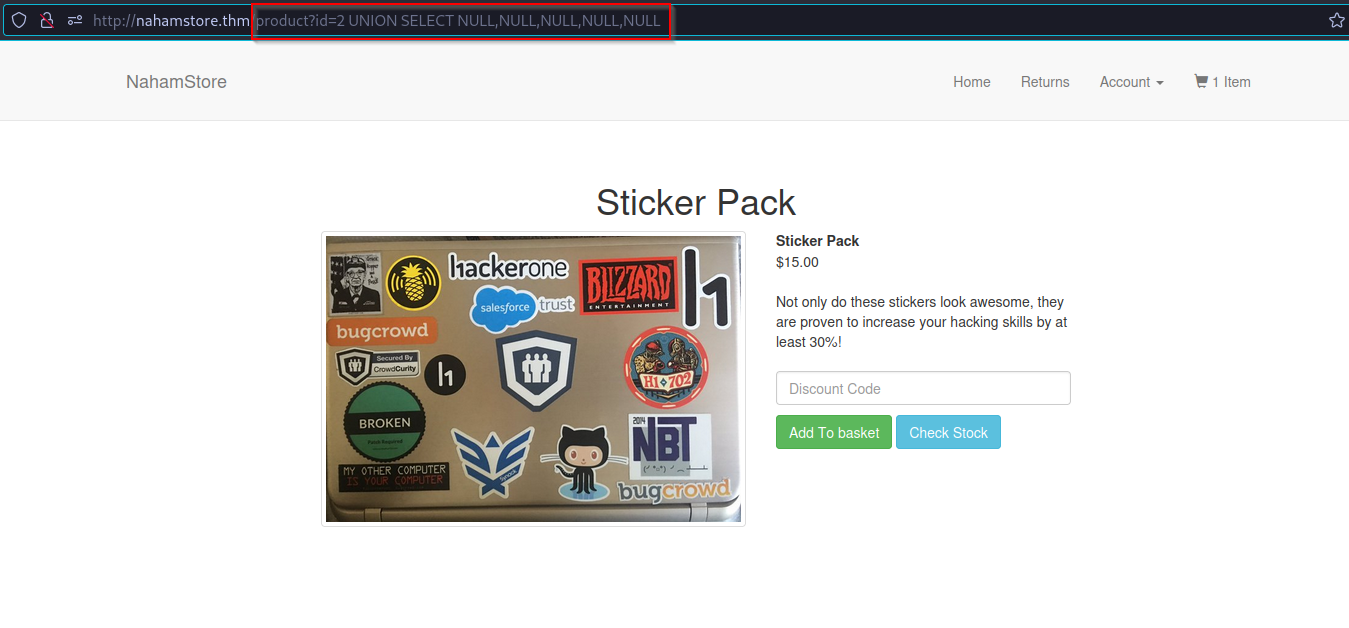 http://nahamstore.thm/product?id=2 UNION SELECT NULL,NULL,NULL,NULL,NULL
NahamStore
Home
Returns
Account
1 Item
Sticker Pack
Sticker Pack
$15.00
Not only do these stickers look awesome, they
are proven to increase your hacking skills by at
least 30%!
Discount Code
Add To basket
Check Stock
hackerone
BLIZZARD
ENTERTAINMENT
h1
salesforce
trust
bugcrowd
Secured By
CrowdCurity
h1
H1 702
BROKEN
MY OTHER COMPUTER
IS YOUR COMPUTER
2014
NBT
bugcrowd